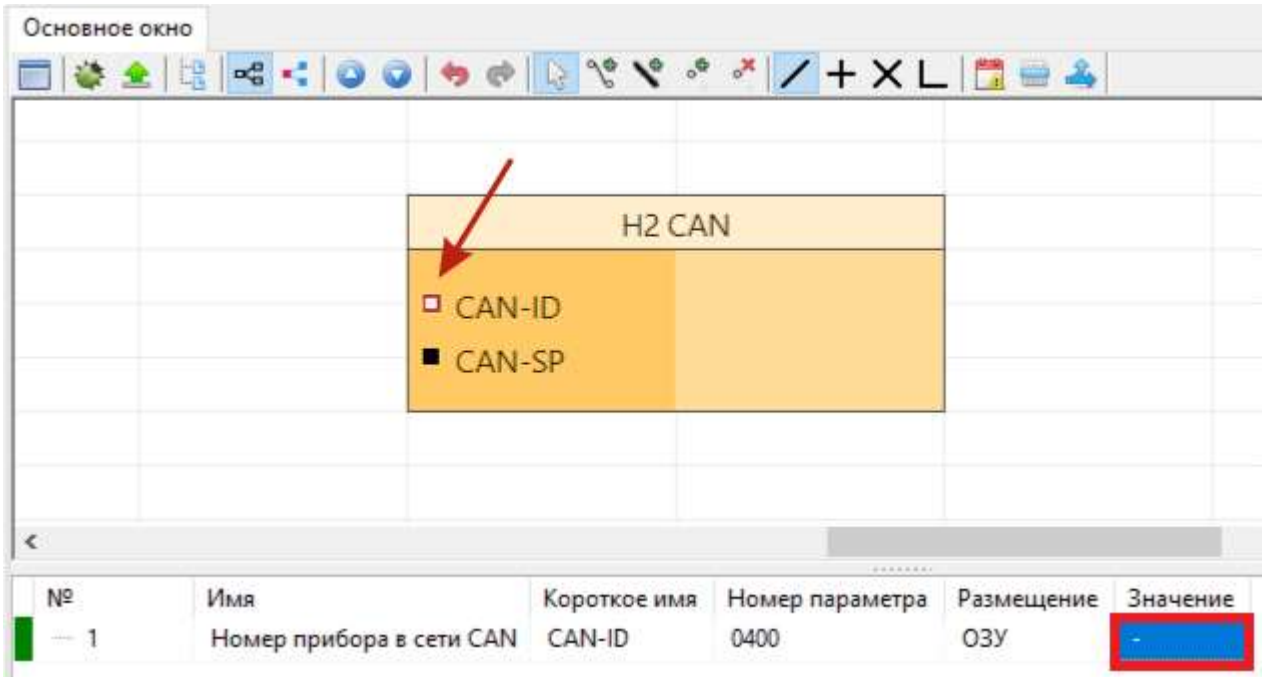 Основное окно
H2 CAN
CAN-ID
CAN-SP
№ Имя Короткое имя Номер параметра Размещение Значение
1 Номер прибора в сети CAN CAN-ID 0400 ОЗУ -